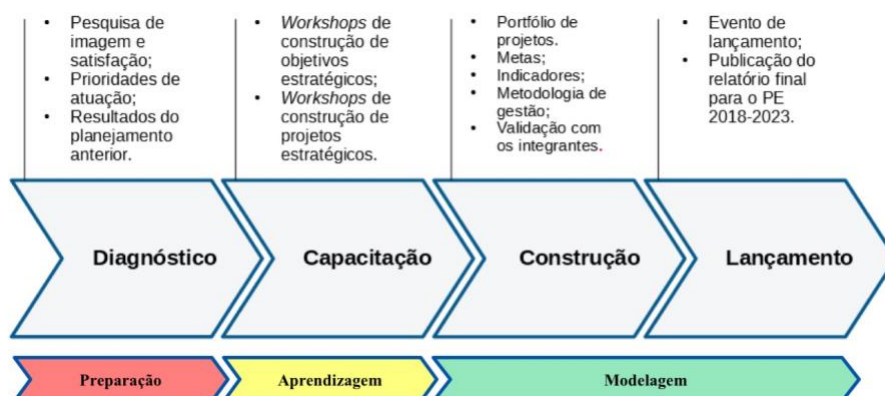 • Pesquisa de
imagem e
satisfação;
• Prioridades de
atuação;
• Resultados do
planejamento
anterior.
• Workshops de
construção de
objetivos
estratégicos;
• Workshops de
construção de
projetos
estratégicos.
• Portfólio de
projetos.
• Metas;
• Indicadores;
• Metodologia de
gestão;
• Validação com
os integrantes.
• Evento de
lançamento;
• Publicação do
relatório final
para o PE
2018-2023.
Diagnóstico
Capacitação
Construção
Lançamento
Preparação
Aprendizagem
Modelagem